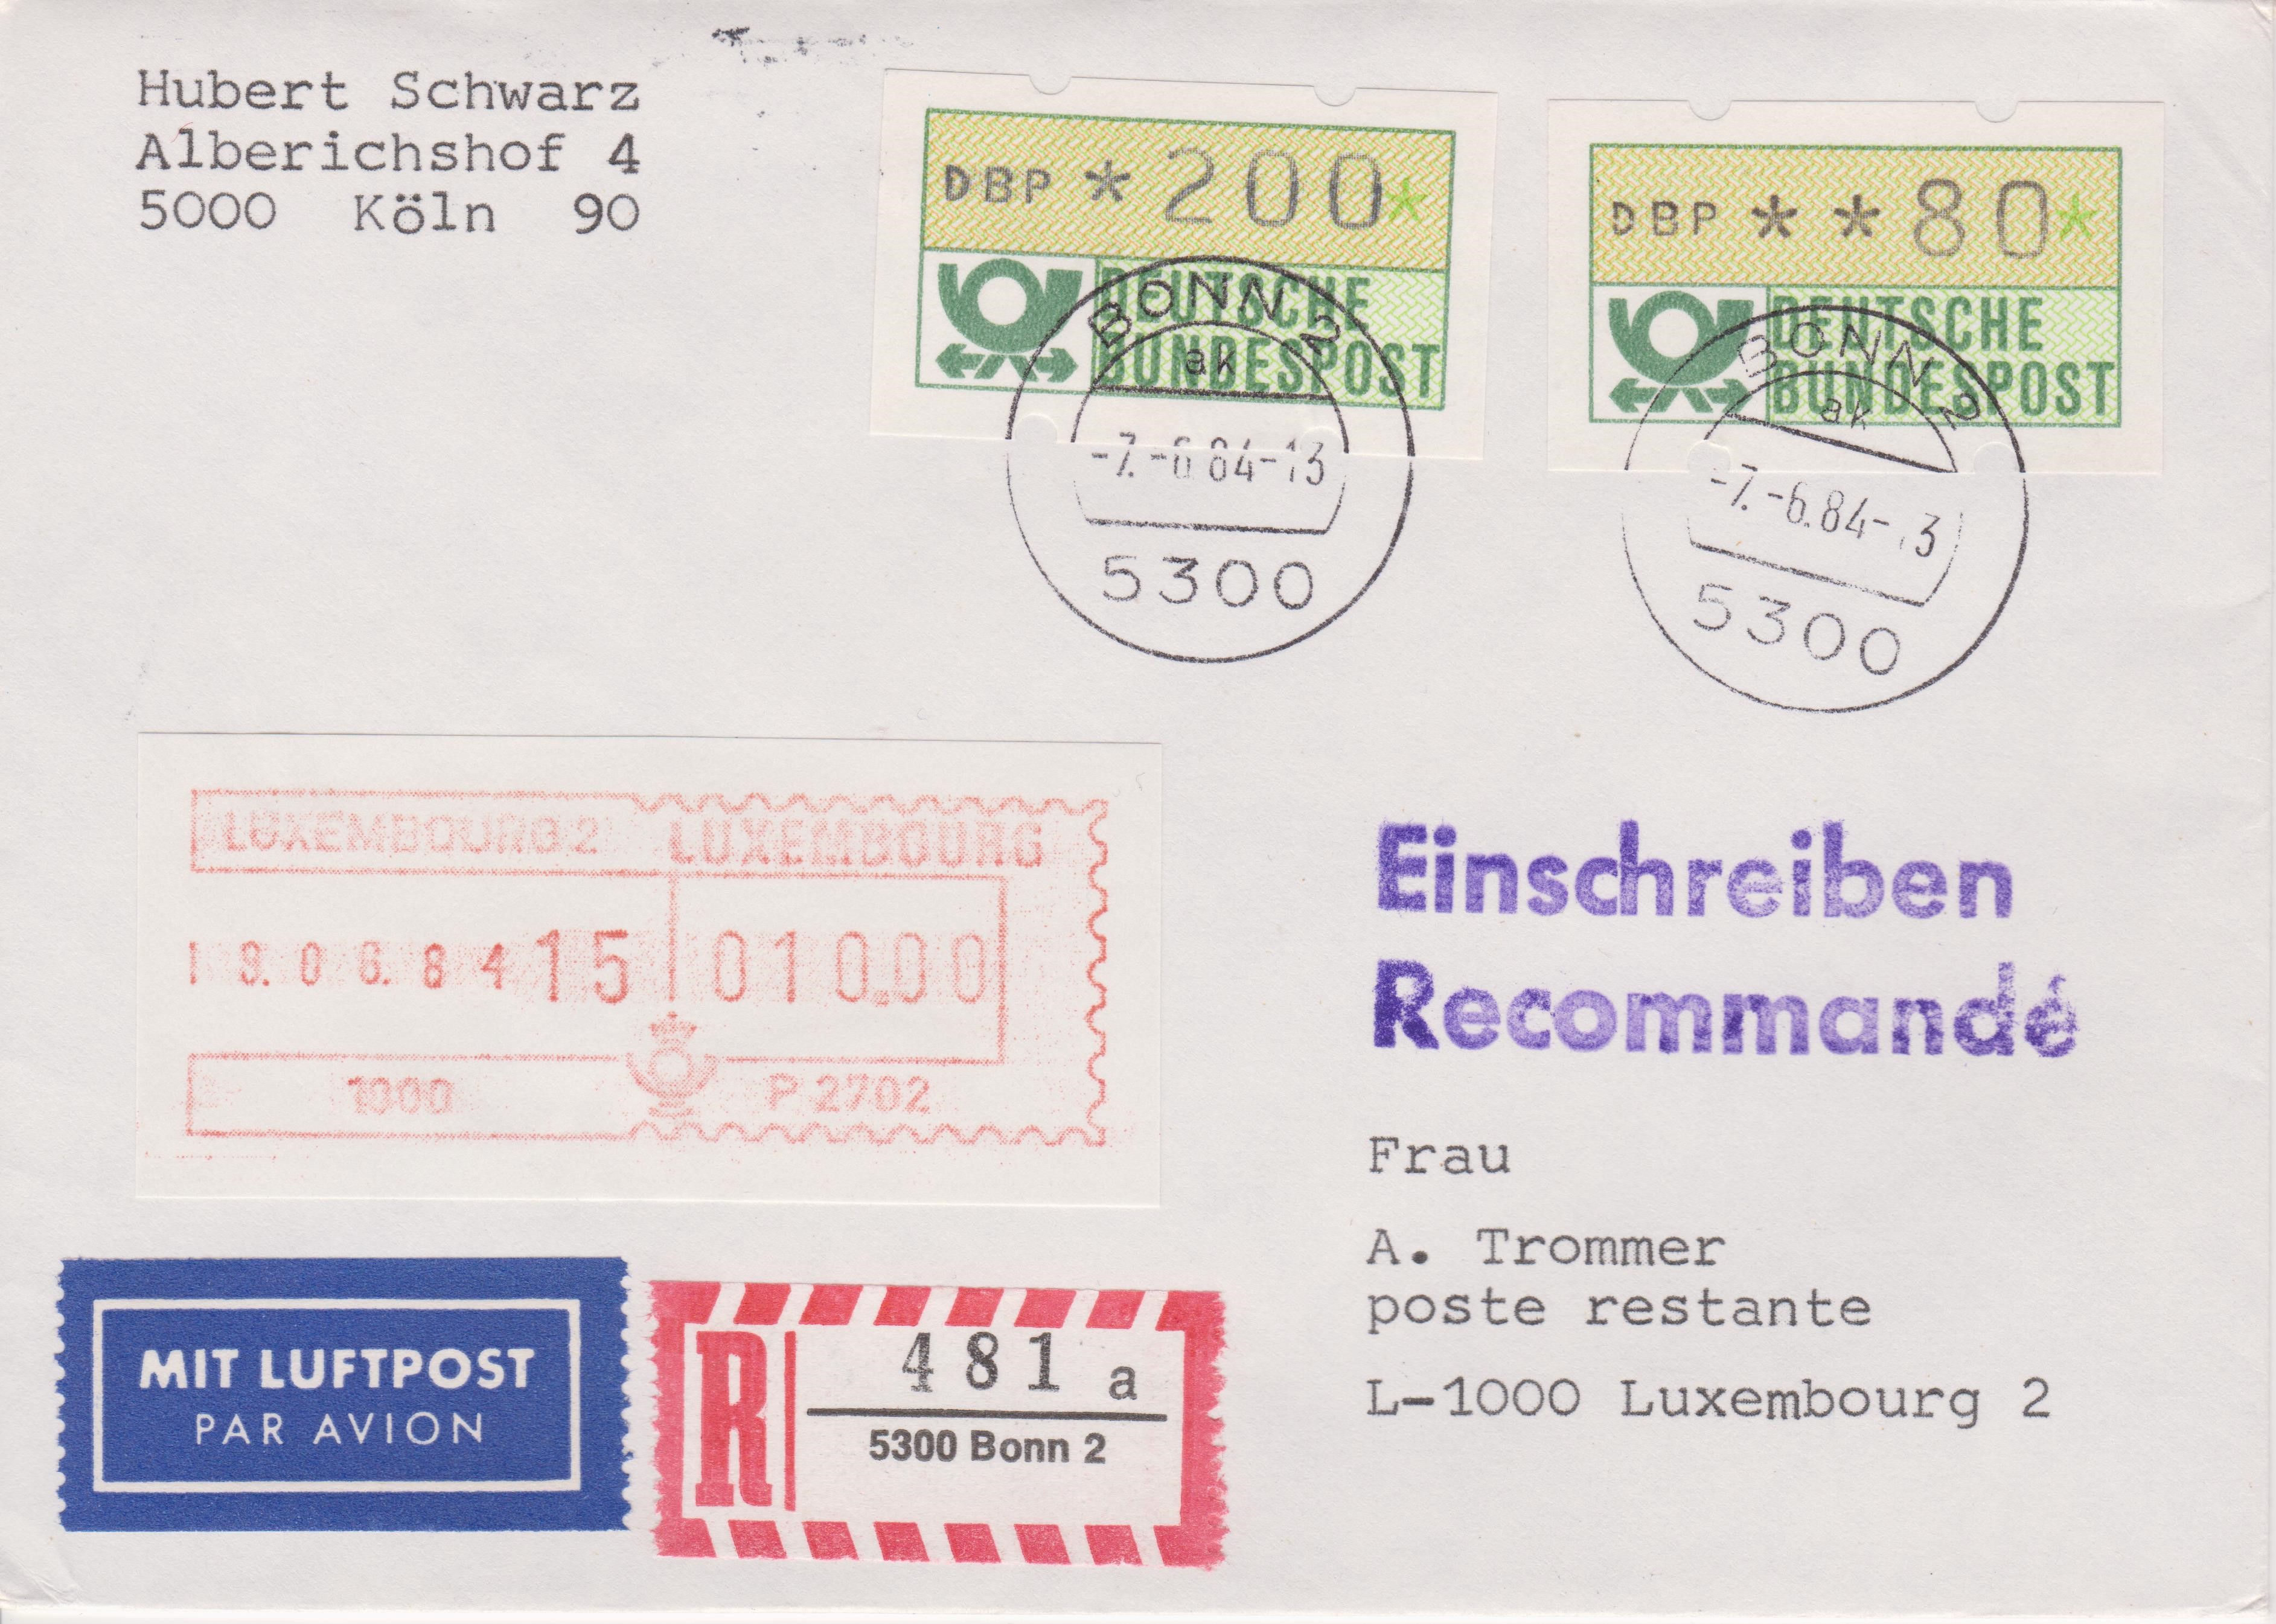 Hubert Schwarz
Alberichshof 4
5000 Köln 90
DBP *200*
DEUTSCHE
BUNDESPOST
DBP **80*
DEUTSCHE
BUNDESPOST
BONN 2
ak
-7.-6.84-13
5300
BONN 2
ak
-7.-6.84-13
5300
LUXEMBOURG 2 LUXEMBOURG
13.06.84 15 010.00
1000 P 2702
Einschreiben
Recommandé
Frau
A. Trommer
poste restante
L-1000 Luxembourg 2
MIT LUFTPOST
PAR AVION
R 481 a
5300 Bonn 2